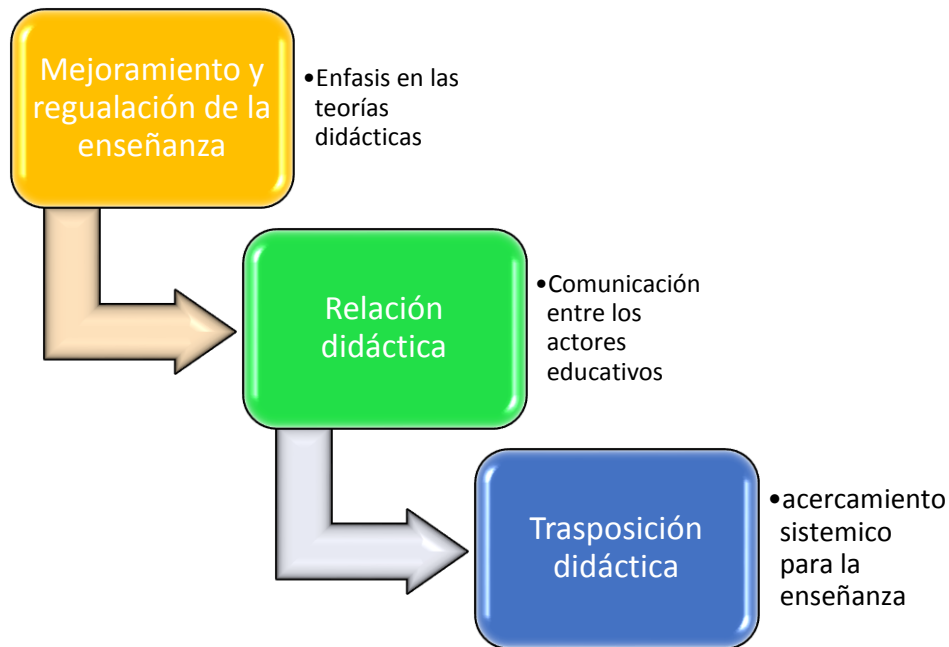 Mejoramiento y
regualación de la
enseñanza
•Enfasis en las
teorías
didácticas
Relación
didáctica
•Comunicación
entre los
actores
educativos
Trasposición
didáctica
•acercamiento
sistemico
para la
enseñanza